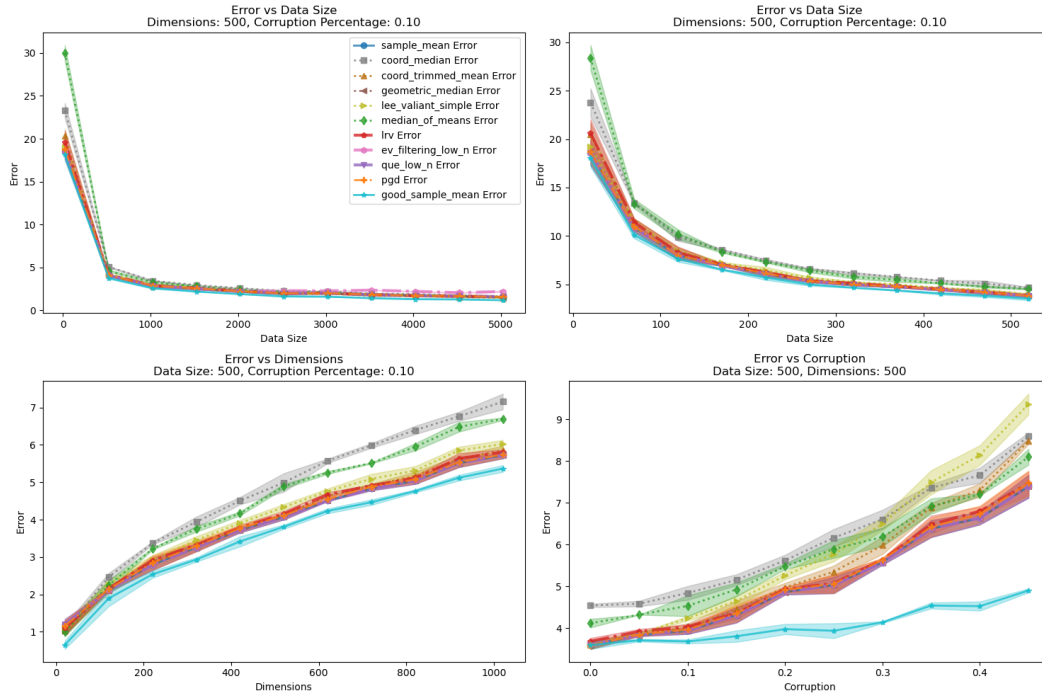 Error vs Data Size
Dimensions: 500, Corruption Percentage: 0.10
30
25
20
15
10
5
0
Error
0
1000
2000
3000
4000
5000
Data Size
sample_mean Error
coord_median Error
coord_trimmed_mean Error
geometric_median Error
lee_valiant_simple Error
median_of_means Error
lrv Error
ev_filtering_low_n Error
que_low_n Error
pgd Error
good_sample_mean Error
Error vs Data Size
Dimensions: 500, Corruption Percentage: 0.10
30
25
20
15
10
5
Error
0
100
200
300
400
500
Data Size
Error vs Dimensions
Data Size: 500, Corruption Percentage: 0.10
7
6
5
4
3
2
1
Error
0
200
400
600
800
1000
Dimensions
Error vs Corruption
Data Size: 500, Dimensions: 500
9
8
7
6
5
4
Error
0.0
0.1
0.2
0.3
0.4
Corruption